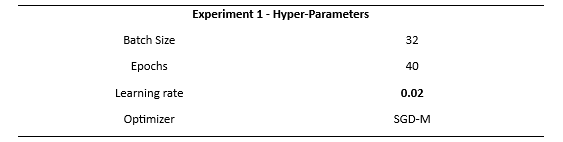 Experiment 1 - Hyper-Parameters
Batch Size 32
Epochs 40
Learning rate 0.02
Optimizer SGD-M